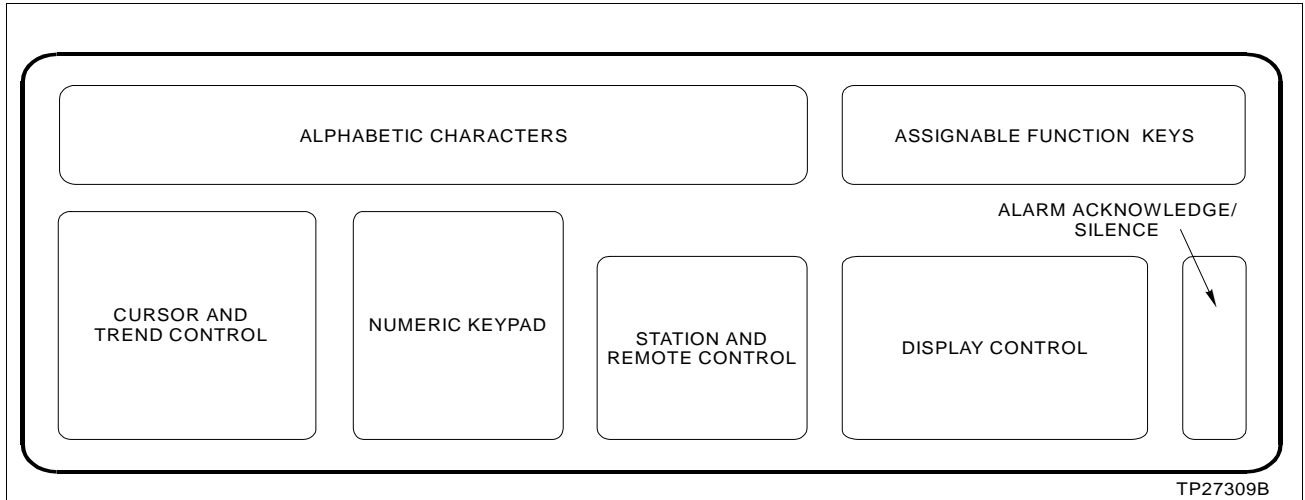 ALPHABETIC CHARACTERS
ASSIGNABLE FUNCTION KEYS
ALARM ACKNOWLEDGE/
SILENCE
CURSOR AND
TREND CONTROL
NUMERIC KEYPAD
STATION AND
REMOTE CONTROL
DISPLAY CONTROL
TP27309B